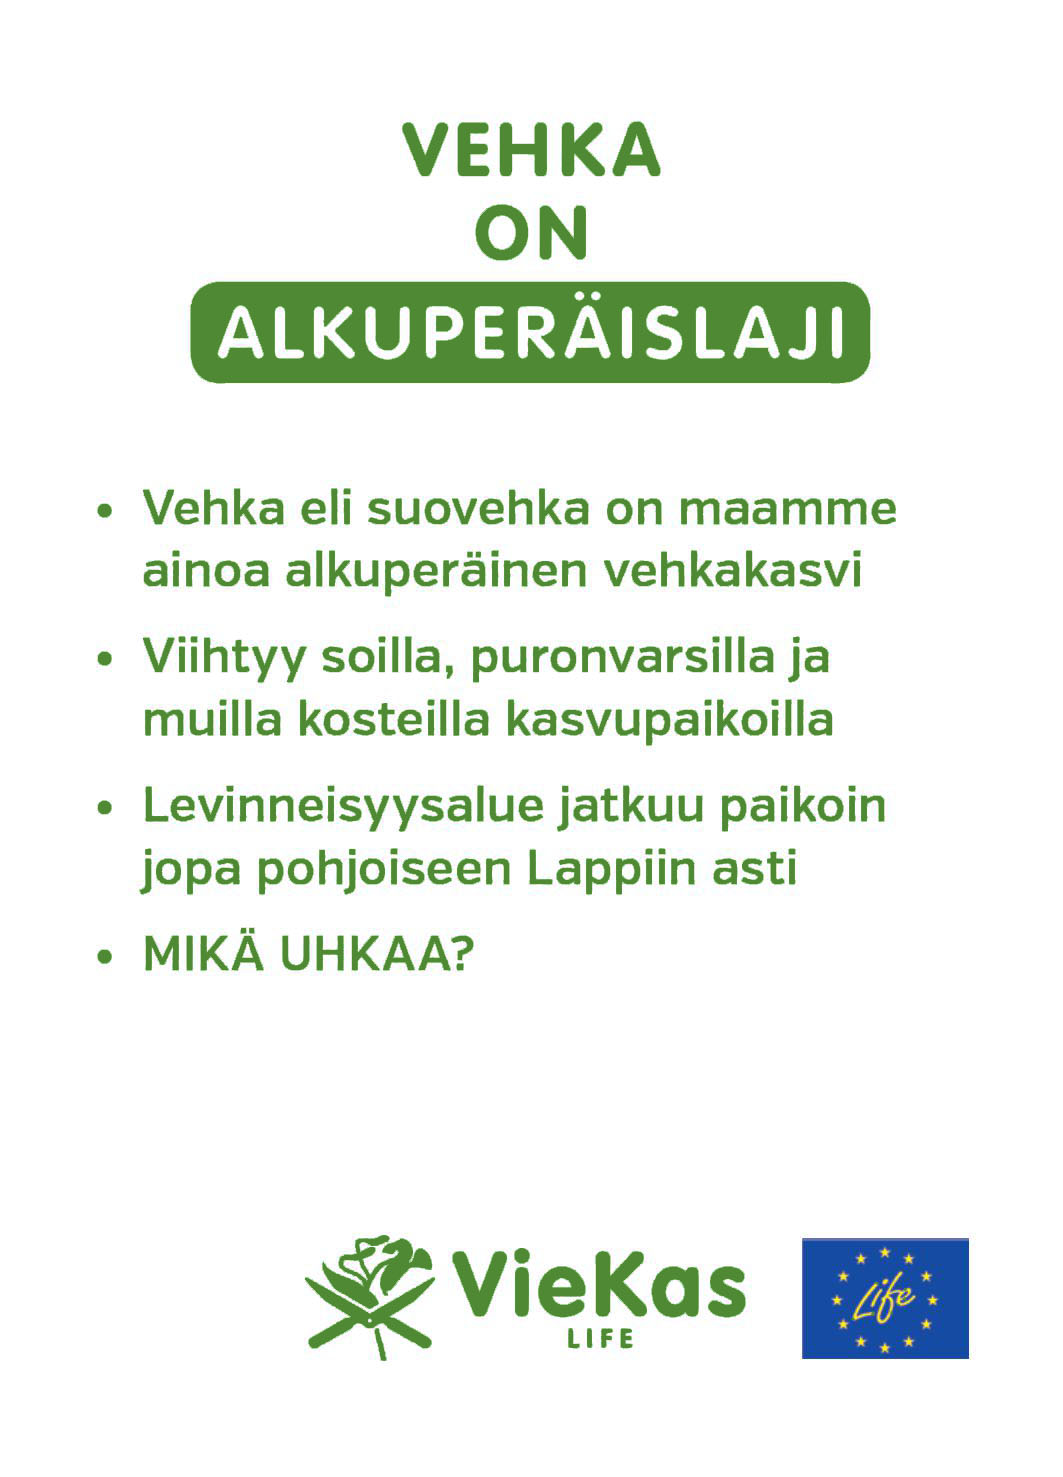 VEHKA
ON
ALKUPERÄISLAJI
• Vehka eli suovehka on maamme
ainoa alkuperäinen vehkakasvi
• Viihtyy soilla, puronvarsilla ja
muilla kosteilla kasvupaikoilla
• Levinneisyysalue jatkuu paikoin
jopa pohjoiseen Lappiin asti
• MIKÄ UHKAA?
VieKas
LIFE
Life